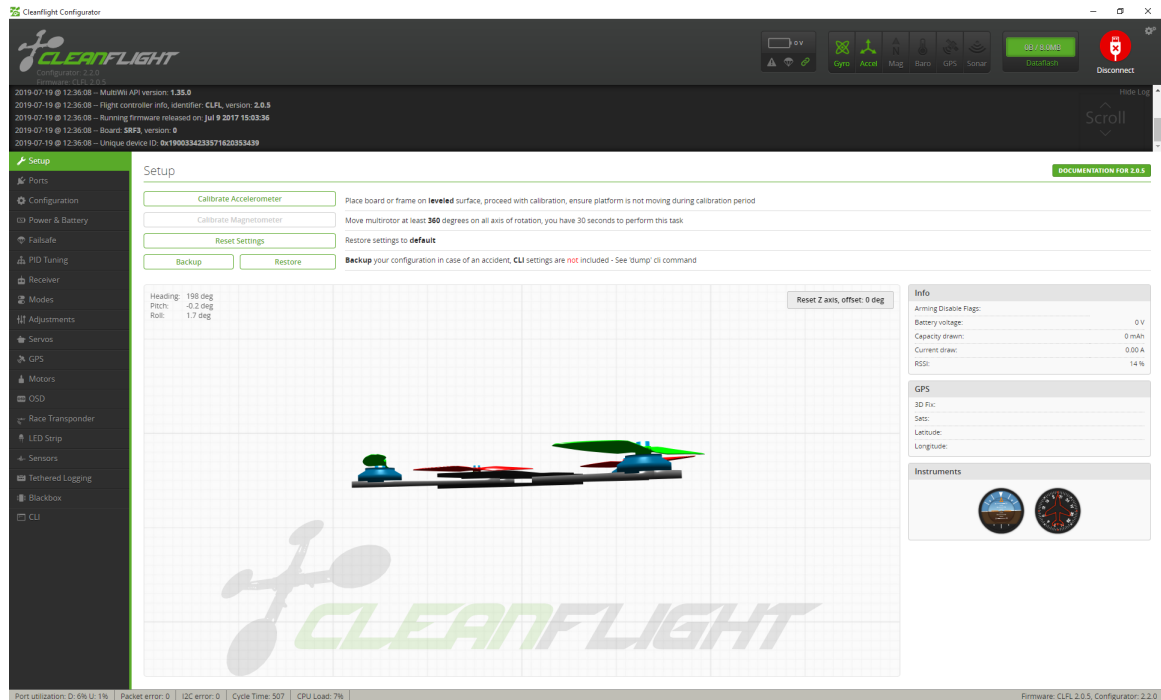 Cleanflight Configurator
CLEANFLIGHT
Configurator: 2.2.0
Firmware: CLFL 2.0.5
0 V
Gyro Accel Mag Baro GPS Sonar
Dataflash
Disconnect
2019-07-19 @ 12:36:08 -- MultiWii API version: 1.35.0
Hide Log
2019-07-19 @ 12:36:08 -- Flight controller info, identifier: CLFL, version: 2.0.5
2019-07-19 @ 12:36:08 -- Running firmware released on: Jul 9 2017 15:03:36
Scroll
2019-07-19 @ 12:36:08 -- Board: SRF3, version: 0
2019-07-19 @ 12:36:08 -- Unique device ID: 0x1900334233571620353439
Setup
Ports
Configuration
Power & Battery
Failsafe
PID Tuning
Receiver
Modes
Adjustments
Servos
GPS
Motors
OSD
Race Transponder
LED Strip
Sensors
Tethered Logging
Blackbox
CLI
Setup
DOCUMENTATION FOR 2.0.5
Calibrate Accelerometer
Place board or frame on leveled surface, proceed with calibration, ensure platform is not moving during calibration period
Calibrate Magnetometer
Move multirotor at least 360 degrees on all axis of rotation, you have 30 seconds to perform this task
Reset Settings
Restore settings to default
Backup Restore
Backup your configuration in case of an accident, CLI settings are not included - See 'dump' cli command
Heading: 198 deg
Pitch: -0.2 deg
Roll: 1.7 deg
Reset Z axis, offset: 0 deg
CLEANFLIGHT
Info
Arming Disable Flags:
Battery voltage: 0 V
Capacity drawn: 0 mAh
Current draw: 0.00 A
RSSI: 14 %
GPS
3D Fix:
Sats:
Latitude:
Longitude:
Instruments
Port utilization: D: 6% U: 1% Packet error: 0 I2C error: 0 Cycle Time: 507 CPU Load: 7%
Firmware: CLFL 2.0.5, Configurator: 2.2.0